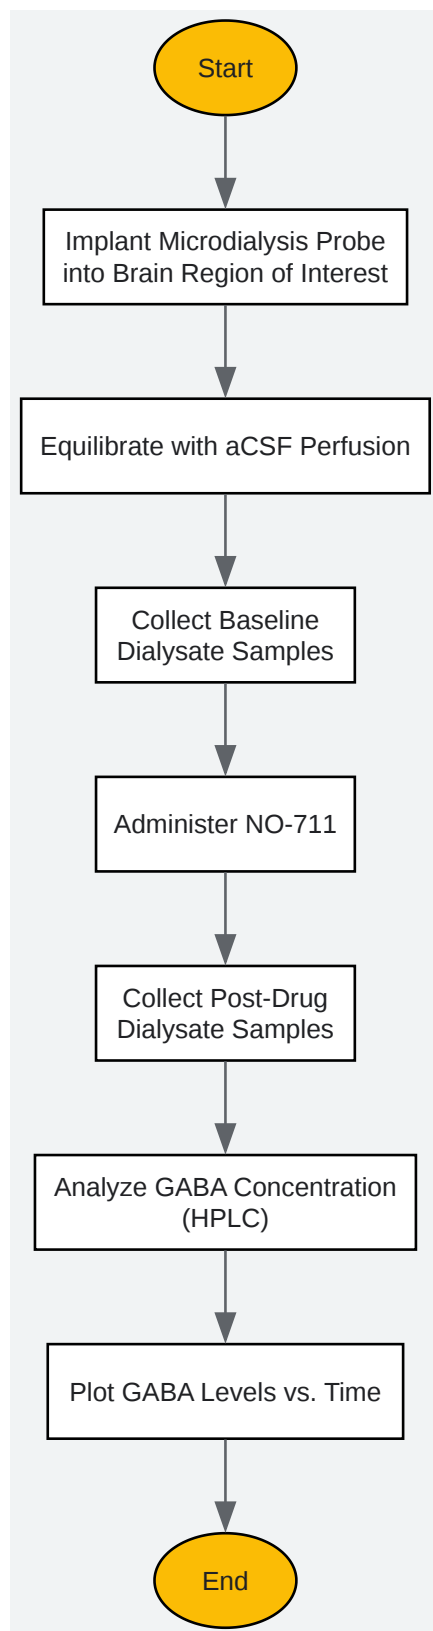 Start
Implant Microdialysis Probe
into Brain Region of Interest
Equilibrate with aCSF Perfusion
Collect Baseline
Dialysate Samples
Administer NO-711
Collect Post-Drug
Dialysate Samples
Analyze GABA Concentration
(HPLC)
Plot GABA Levels vs. Time
End